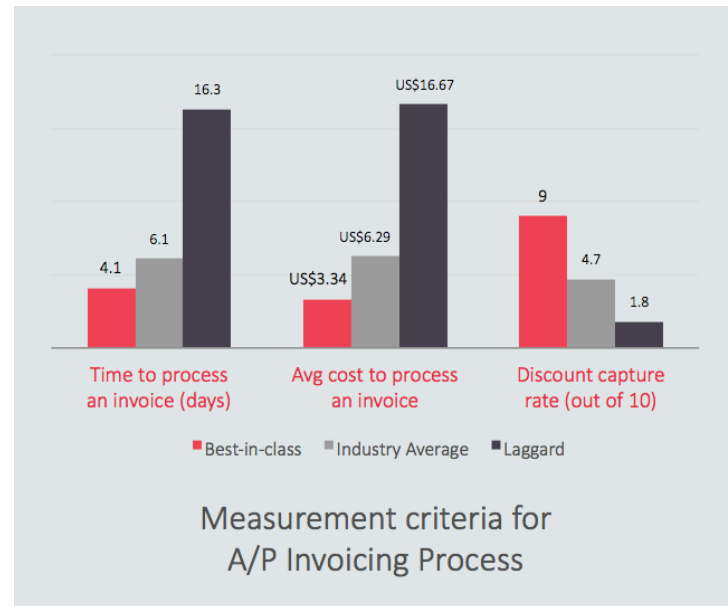 16.3
US$16.67
9
6.1
US$6.29
4.7
4.1
US$3.34
1.8
Time to process
an invoice (days)
Avg cost to process
an invoice
Discount capture
rate (out of 10)
Best-in-class Industry Average Laggard
Measurement criteria for
A/P Invoicing Process